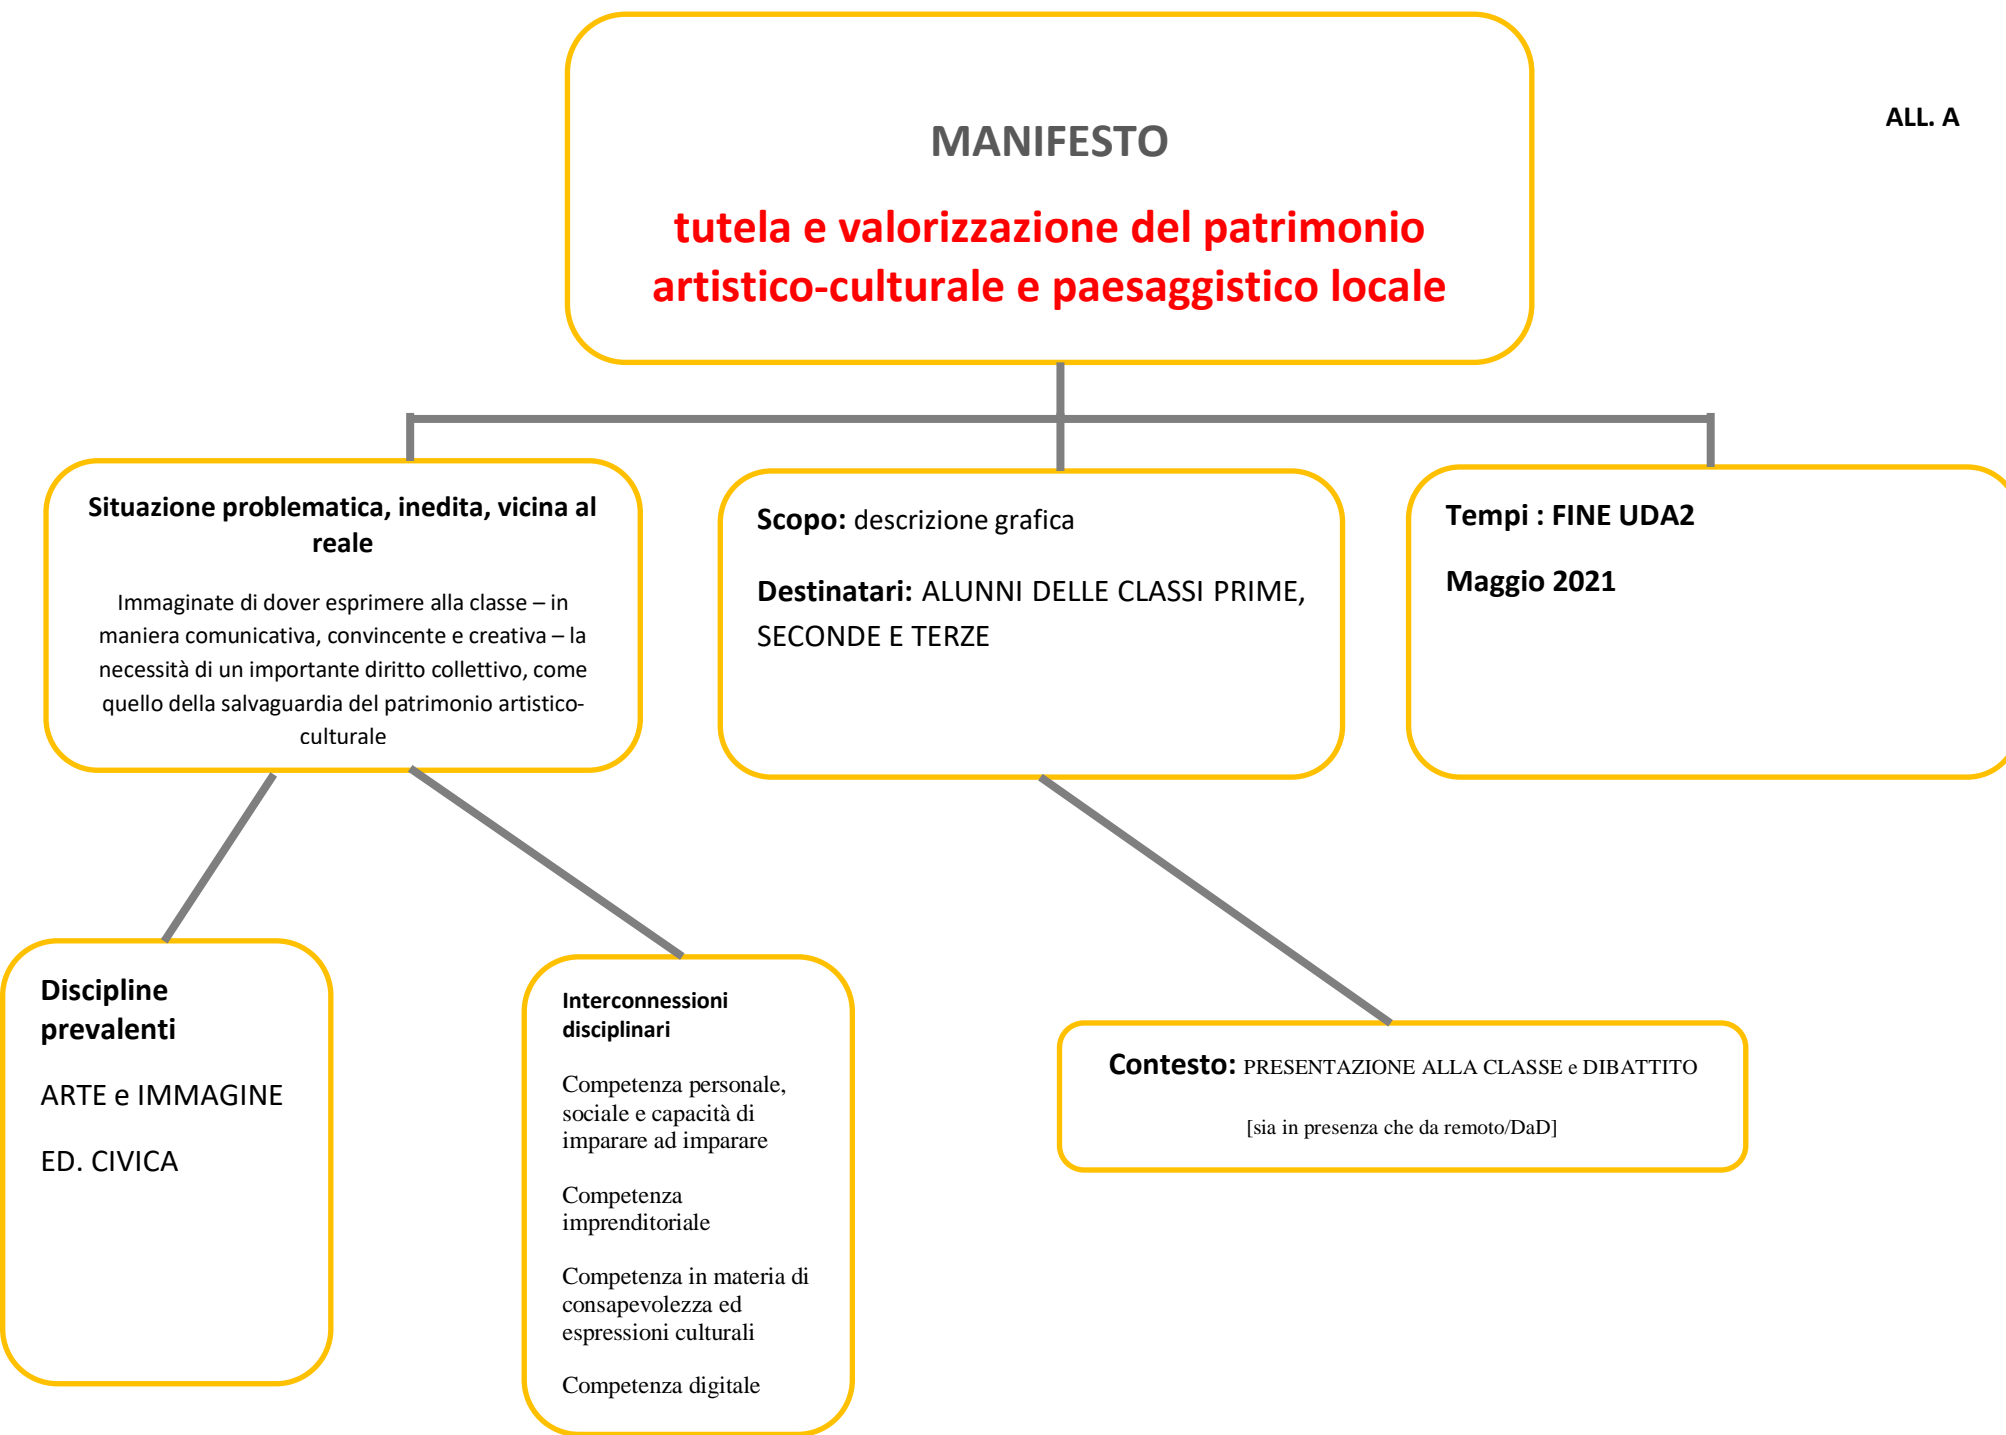 ALL. A
MANIFESTO
tutela e valorizzazione del patrimonio
artistico-culturale e paesaggistico locale
Situazione problematica, inedita, vicina al
reale
Immaginate di dover esprimere alla classe – in
maniera comunicativa, convincente e creativa – la
necessità di un importante diritto collettivo, come
quello della salvaguardia del patrimonio artistico-
culturale
Scopo: descrizione grafica
Destinatari: ALUNNI DELLE CLASSI PRIME,
SECONDE E TERZE
Tempi : FINE UDA2
Maggio 2021
Discipline
prevalenti
ARTE e IMMAGINE
ED. CIVICA
Interconnessioni
disciplinari
Competenza personale,
sociale e capacità di
imparare ad imparare
Competenza
imprenditoriale
Competenza in materia di
consapevolezza ed
espressioni culturali
Competenza digitale
Contesto: PRESENTAZIONE ALLA CLASSE e DIBATTITO
[sia in presenza che da remoto/DaD]